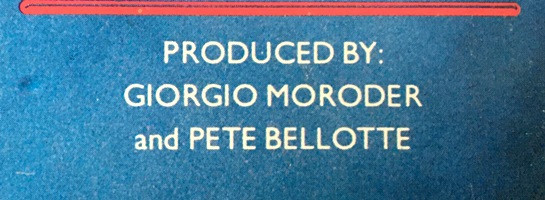 PRODUCED BY:
GIORGIO MORODER
and PETE BELLOTTE